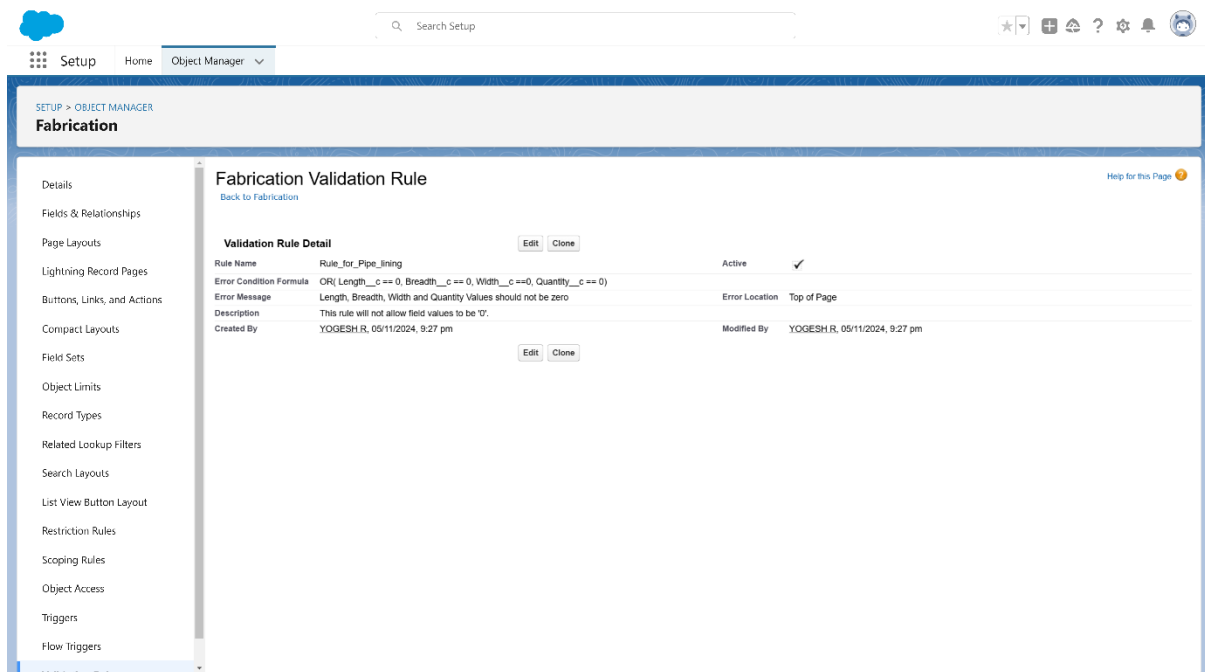 Search Setup
Setup Home Object Manager
SETUP > OBJECT MANAGER
Fabrication
Details
Fields & Relationships
Page Layouts
Lightning Record Pages
Buttons, Links, and Actions
Compact Layouts
Field Sets
Object Limits
Record Types
Related Lookup Filters
Search Layouts
List View Button Layout
Restriction Rules
Scoping Rules
Object Access
Triggers
Flow Triggers
Fabrication Validation Rule
Help for this Page
Back to Fabrication
Validation Rule Detail Edit Clone
Rule Name Rule_for_Pipe_lining Active
Error Condition Formula OR( Length__c == 0, Breadth__c == 0, Width__c ==0, Quantity__c == 0)
Error Message Length, Breadth, Width and Quantity Values should not be zero Error Location Top of Page
Description This rule will not allow field values to be '0'.
Created By YOGESH R, 05/11/2024, 9:27 pm Modified By YOGESH R, 05/11/2024, 9:27 pm
Edit Clone